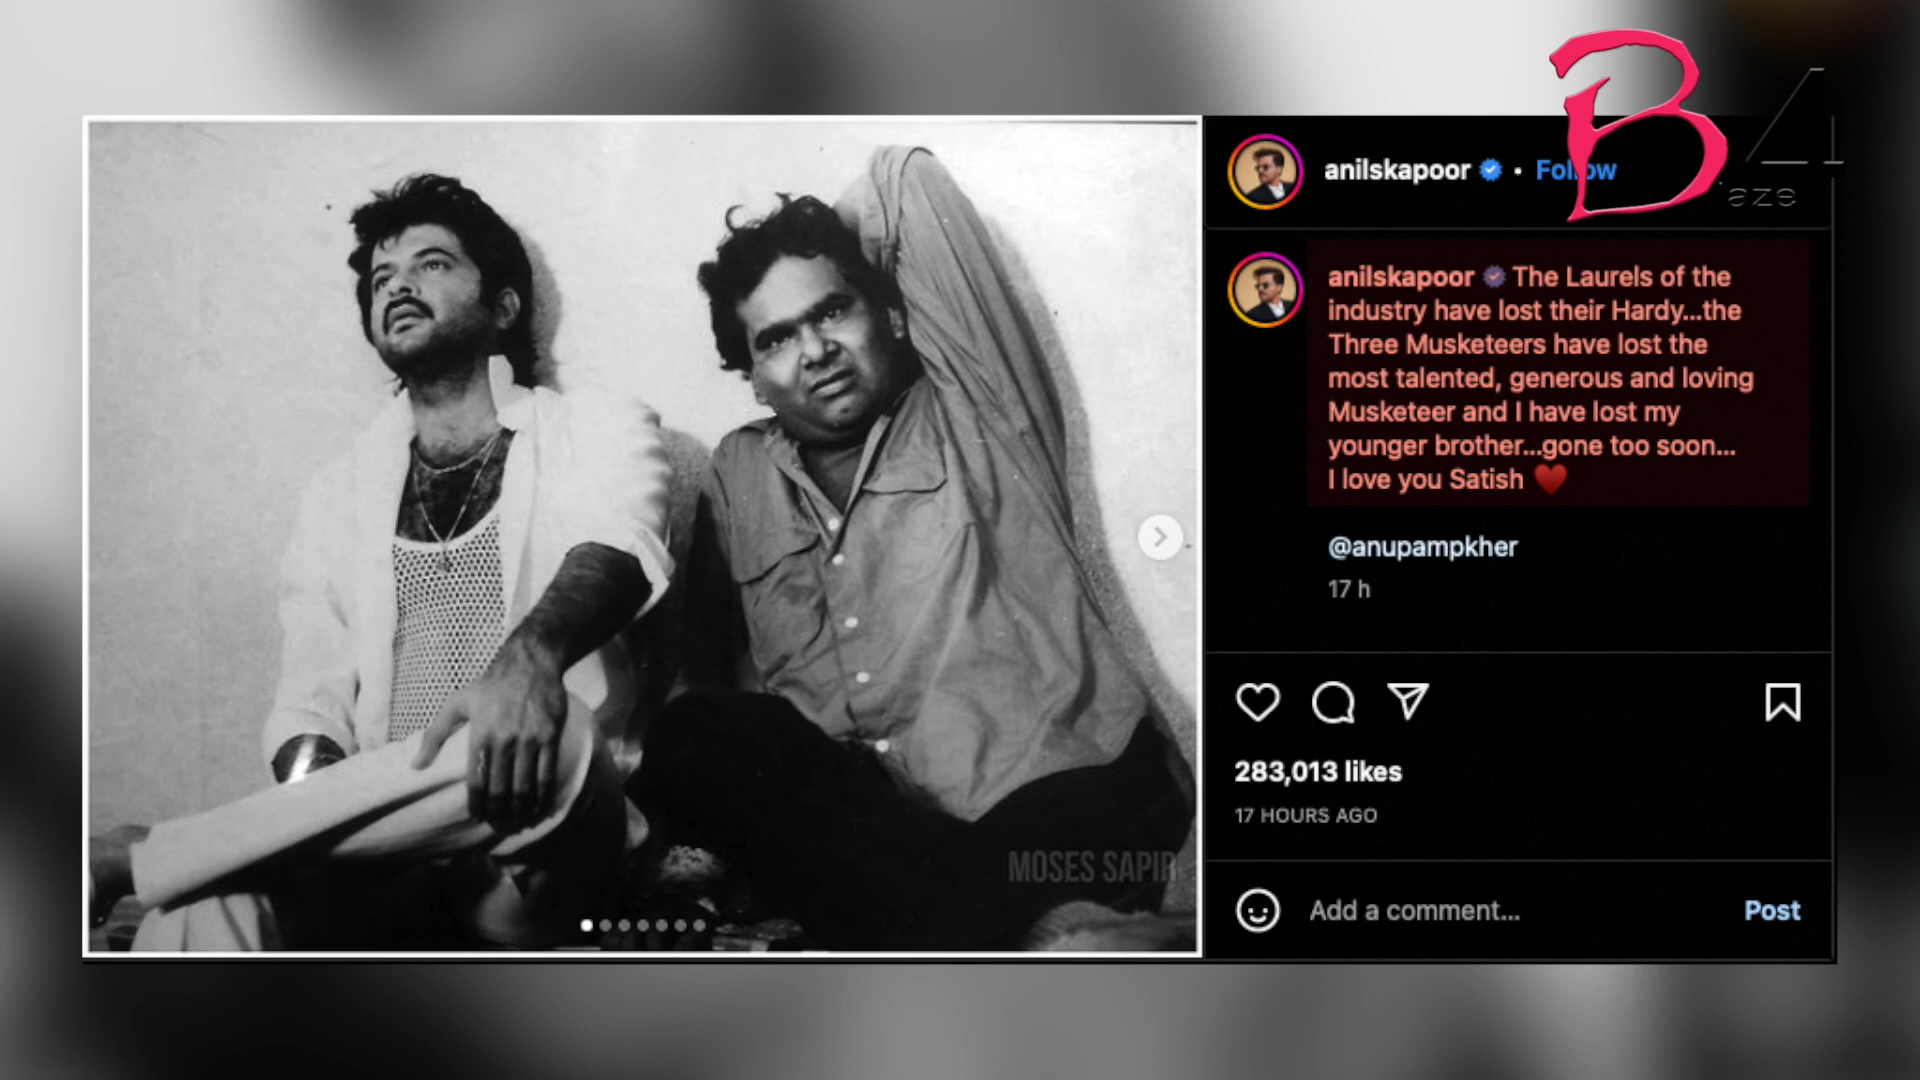 B4
aze
anilskapoor • Follow
anilskapoor The Laurels of the
industry have lost their Hardy...the
Three Musketeers have lost the
most talented, generous and loving
Musketeer and I have lost my
younger brother...gone too soon...
I love you Satish ❤️
@anupampkher
17 h
283,013 likes
17 HOURS AGO
Add a comment... Post
MOSES SAPIR